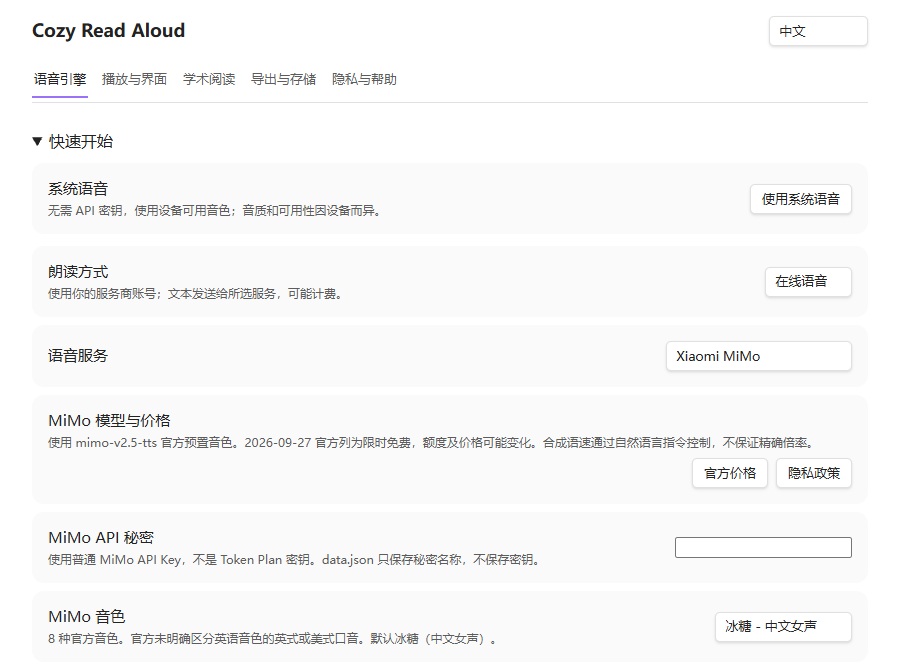 Cozy Read Aloud
中文
语音引擎 播放与界面 学术阅读 导出与存储 隐私与帮助
▼ 快速开始
系统语音
无需 API 密钥，使用设备可用音色；音质和可用性因设备而异。
使用系统语音
朗读方式
使用你的服务商账号；文本发送给所选服务，可能计费。
在线语音
语音服务
Xiaomi MiMo
MiMo 模型与价格
使用 mimo-v2.5-tts 官方预置音色。2026-09-27 官方列为限时免费，额度及价格可能变化。合成语速通过自然语言指令控制，不保证精确倍率。
官方价格 隐私政策
MiMo API 秘密
使用普通 MiMo API Key，不是 Token Plan 密钥。data.json 只保存秘密名称，不保存密钥。
MiMo 音色
8 种官方音色。官方未明确区分英语音色的英式或美式口音。默认冰糖（中文女声）。
冰糖 - 中文女声